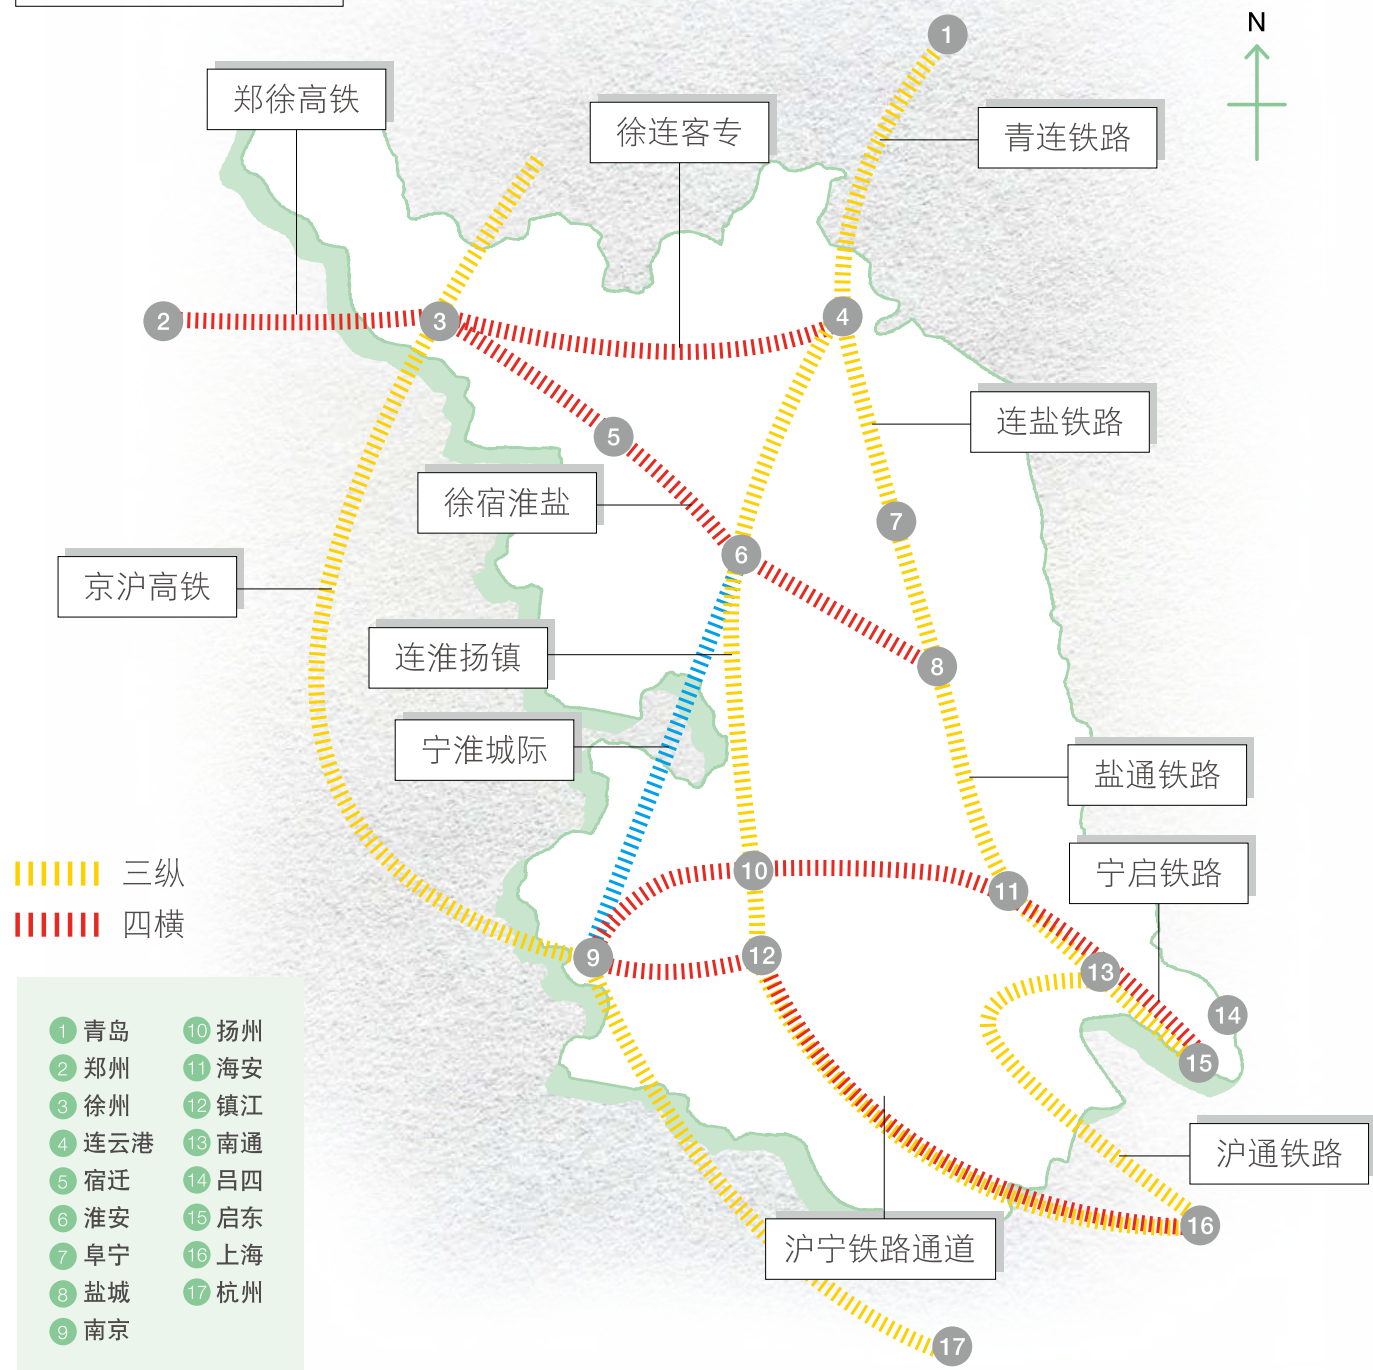 N
1
郑徐高铁
徐连客专
青连铁路
2
3
4
连盐铁路
5
徐宿淮盐
7
6
京沪高铁
连淮扬镇
8
宁淮城际
盐通铁路
三纵
四横
10
11
宁启铁路
9
12
13
14
15
沪通铁路
16
沪宁铁路通道
17
1 青岛
2 郑州
3 徐州
4 连云港
5 宿迁
6 淮安
7 阜宁
8 盐城
9 南京
10 扬州
11 海安
12 镇江
13 南通
14 吕四
15 启东
16 上海
17 杭州